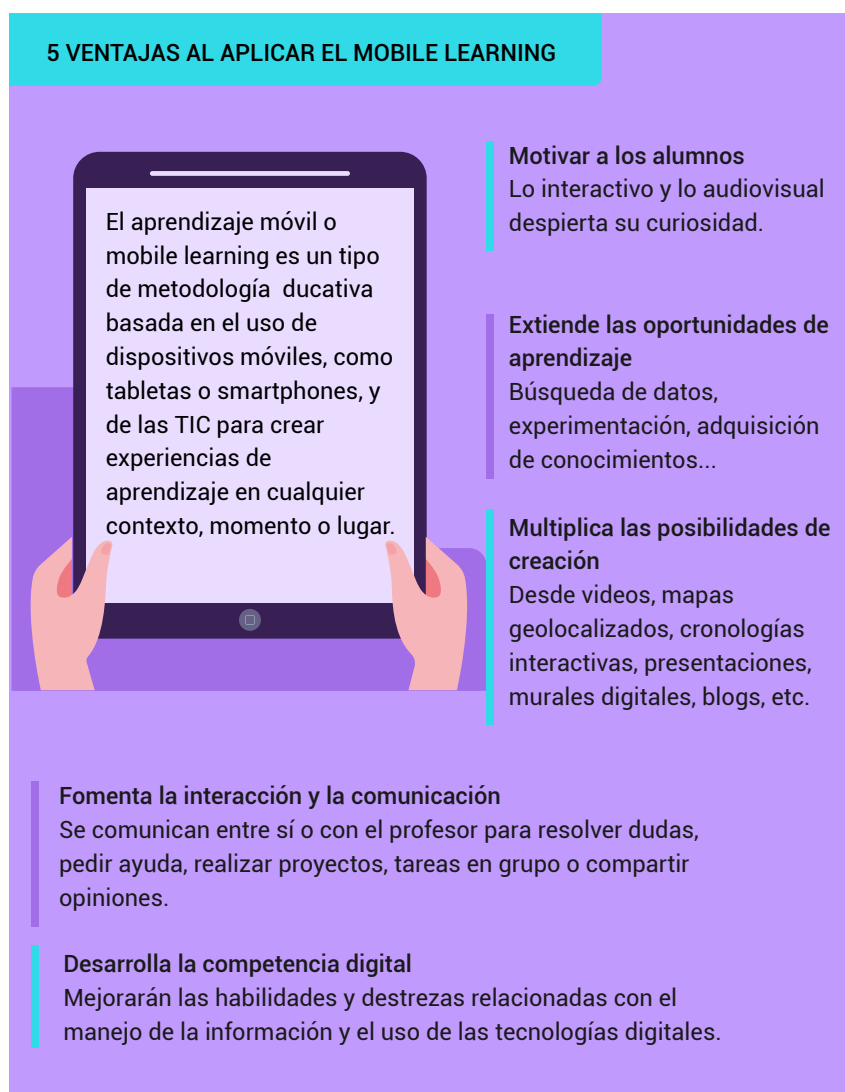 5 VENTAJAS AL APLICAR EL MOBILE LEARNING
El aprendizaje móvil o
mobile learning es un tipo
de metodología  ducativa
basada en el uso de
dispositivos móviles, como
tabletas o smartphones, y
de las TIC para crear
experiencias de
aprendizaje en cualquier
contexto, momento o lugar.
Motivar a los alumnos
Lo interactivo y lo audiovisual
despierta su curiosidad.
Extiende las oportunidades de
aprendizaje
Búsqueda de datos,
experimentación, adquisición
de conocimientos...
Multiplica las posibilidades de
creación
Desde videos, mapas
geolocalizados, cronologías
interactivas, presentaciones,
murales digitales, blogs, etc.
Fomenta la interacción y la comunicación
Se comunican entre sí o con el profesor para resolver dudas,
pedir ayuda, realizar proyectos, tareas en grupo o compartir
opiniones.
Desarrolla la competencia digital
Mejorarán las habilidades y destrezas relacionadas con el
manejo de la información y el uso de las tecnologías digitales.